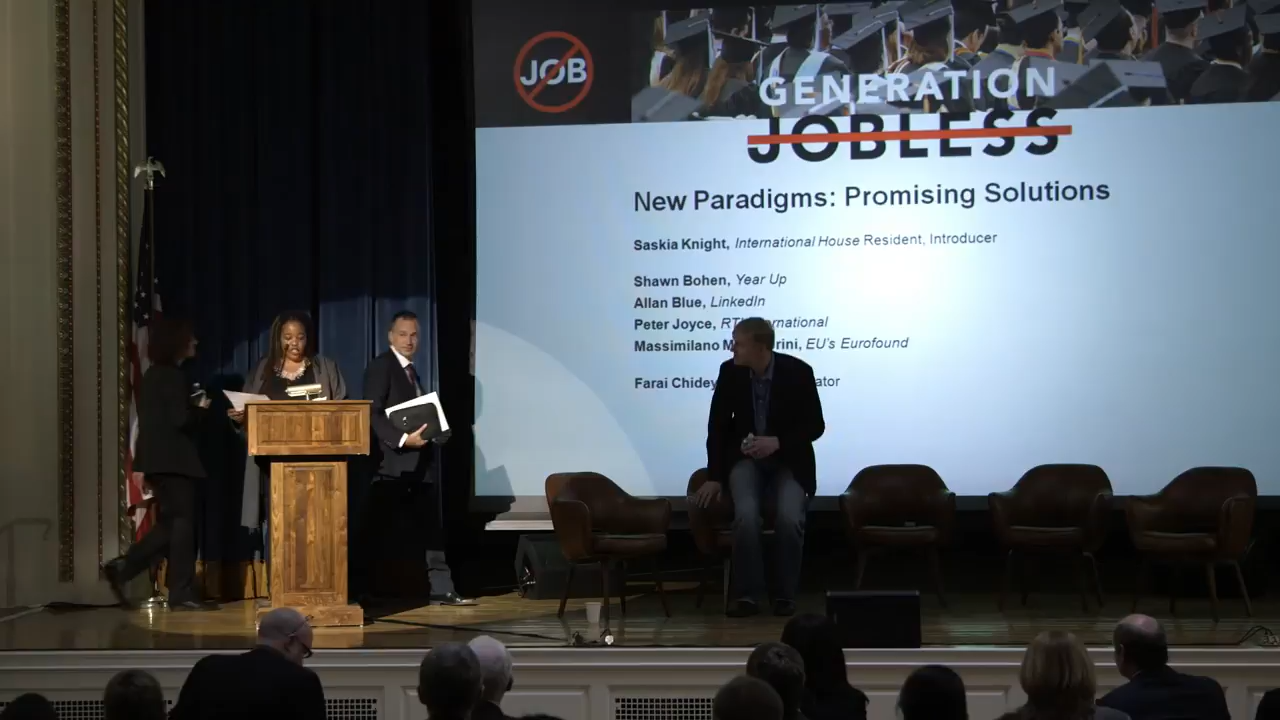 JOB
GENERATION
JOBLESS
New Paradigms: Promising Solutions
Saskia Knight, International House Resident, Introducer
Shawn Bohen, Year Up
Allan Blue, LinkedIn
Peter Joyce,
Massimilano EU's Eurofound
Farai